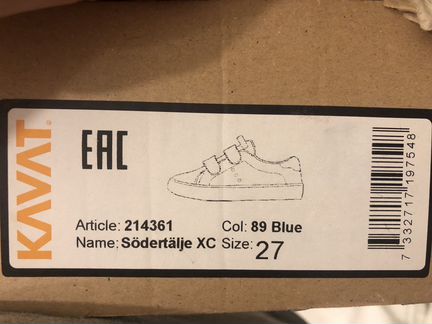 KAVAT
EAC
Article: 214361 Col: 89 Blue
Name: Södertälje XC Size: 27
7 332717 197548